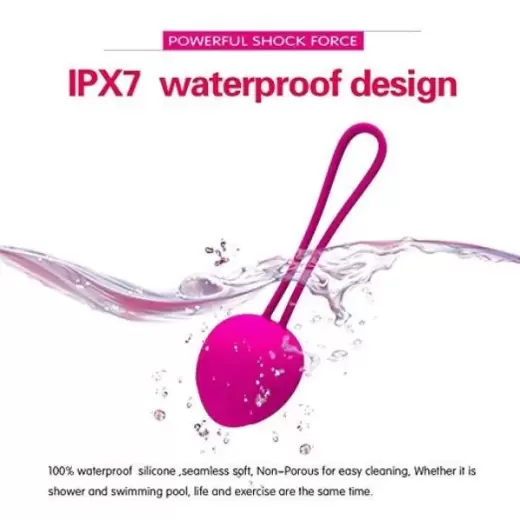 POWERFUL SHOCK FORCE
IPX7 waterproof design
100% waterproof silicone ,seamless soft, Non-Porous for easy cleaning, Whether it is
shower and swimming pool, life and exercise are the same time.